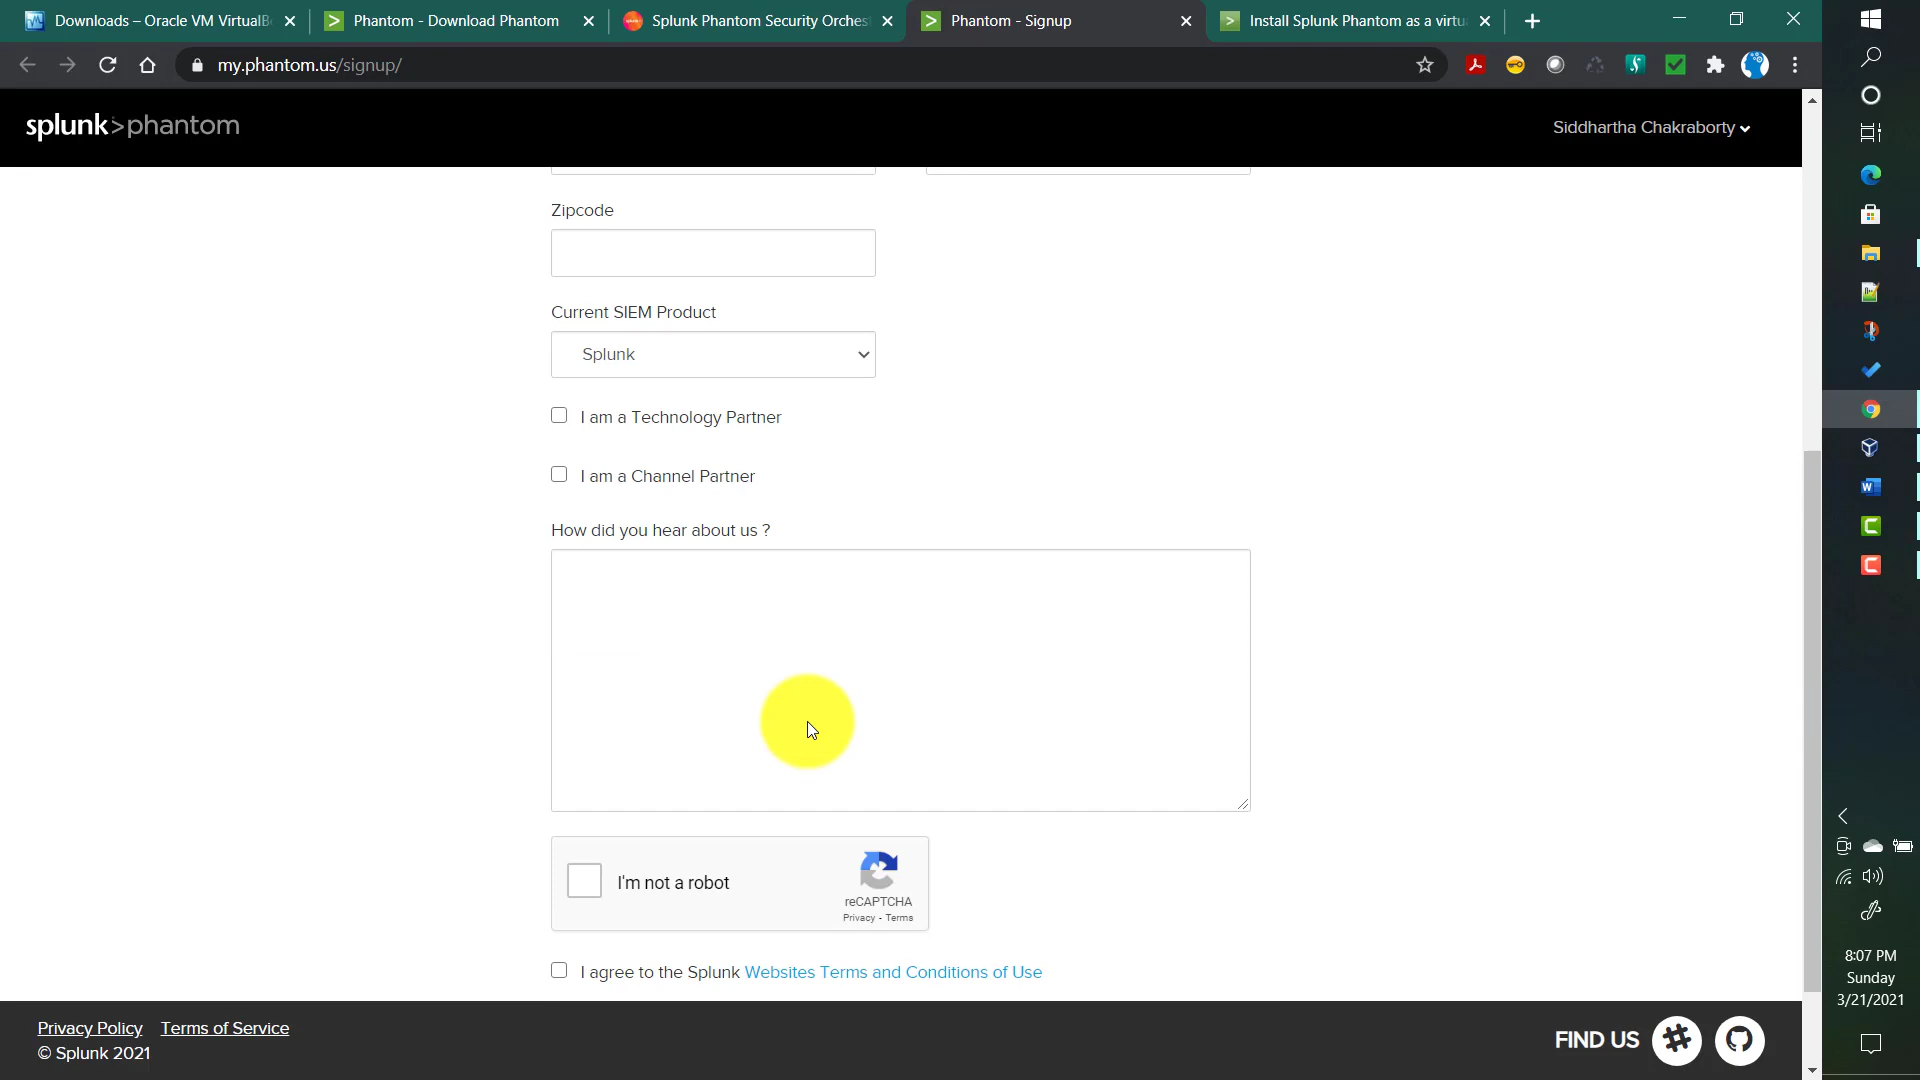 Downloads – Oracle VM VirtualB
Phantom - Download Phantom
Splunk Phantom Security Orches
Phantom - Signup
Install Splunk Phantom as a virtu
my.phantom.us/signup/
splunk>phantom
Siddhartha Chakraborty
Zipcode
Current SIEM Product
Splunk
I am a Technology Partner
I am a Channel Partner
How did you hear about us ?
I'm not a robot
reCAPTCHA
Privacy - Terms
I agree to the Splunk Websites Terms and Conditions of Use
Privacy Policy Terms of Service
© Splunk 2021
FIND US
8:07 PM
Sunday
3/21/2021